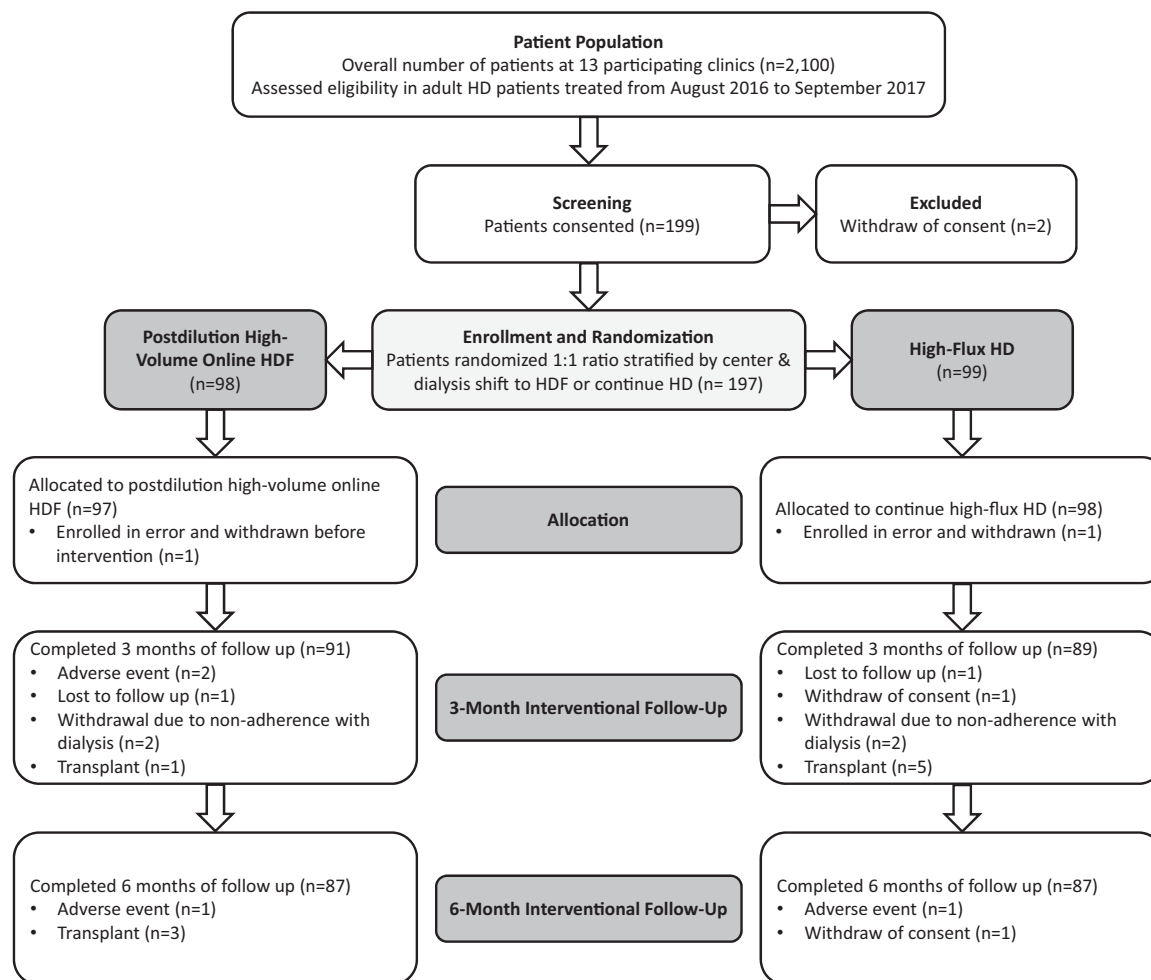 Patient Population
Overall number of patients at 13 participating clinics (n=2,100)
Assessed eligibility in adult HD patients treated from August 2016 to September 2017
Screening
Patients consented (n=199)
Excluded
Withdraw of consent (n=2)
Postdilution High-
Volume Online HDF
(n=98)
Enrollment and Randomization
Patients randomized 1:1 ratio stratified by center &
dialysis shift to HDF or continue HD (n= 197)
High-Flux HD
(n=99)
Allocated to postdilution high-volume online
HDF (n=97)
• Enrolled in error and withdrawn before
intervention (n=1)
Allocation
Allocated to continue high-flux HD (n=98)
• Enrolled in error and withdrawn (n=1)
Completed 3 months of follow up (n=91)
• Adverse event (n=2)
• Lost to follow up (n=1)
• Withdrawal due to non-adherence with
dialysis (n=2)
• Transplant (n=1)
3-Month Interventional Follow-Up
Completed 3 months of follow up (n=89)
• Lost to follow up (n=1)
• Withdraw of consent (n=1)
• Withdrawal due to non-adherence with
dialysis (n=2)
• Transplant (n=5)
Completed 6 months of follow up (n=87)
• Adverse event (n=1)
• Transplant (n=3)
6-Month Interventional Follow-Up
Completed 6 months of follow up (n=87)
• Adverse event (n=1)
• Withdraw of consent (n=1)